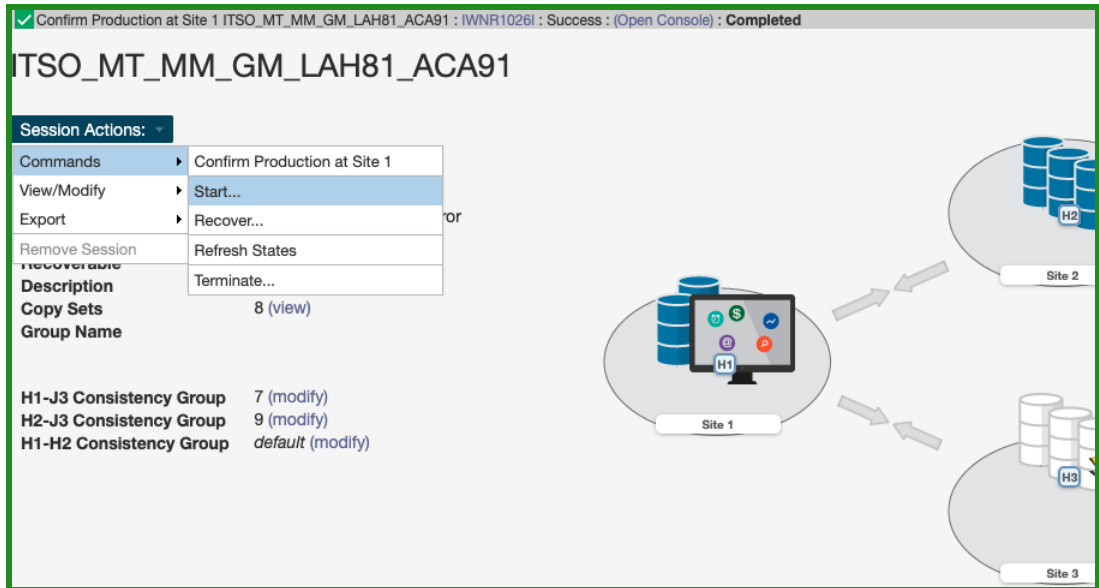 Confirm Production at Site 1 ITSO_MT_MM_GM_LAH81_ACA91 : IWNR1026I : Success : (Open Console) : Completed
ITSO_MT_MM_GM_LAH81_ACA91
Session Actions:
Commands
Confirm Production at Site 1
View/Modify
Start...
Export
Recover...
ror
Remove Session
Refresh States
Recoverable
Terminate...
Description
Copy Sets 8 (view)
Group Name
H1-J3 Consistency Group 7 (modify)
H2-J3 Consistency Group 9 (modify)
H1-H2 Consistency Group default (modify)
H2
Site 2
$
@
H1
Site 1
H3
Site 3